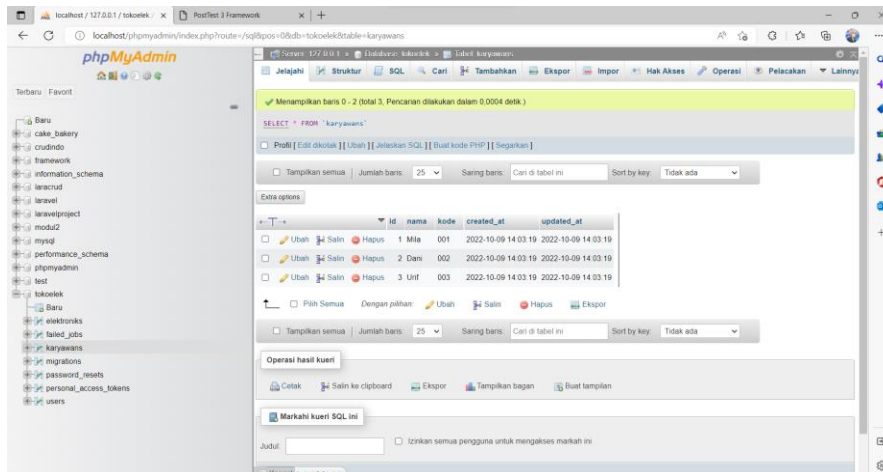 localhost / 127.0.0.1 / tokoelek /
PostTest 3 Framework
localhost/phpmyadmin/index.php?route=/sql&pos=0&db=tokoelek&table=karyawans
phpMyAdmin
Terbaru Favorit
Baru
cake_bakery
crudindo
framework
information_schema
laracrud
laravel
laravelproject
modul2
mysql
performance_schema
phpmyadmin
test
tokoelek
Baru
elektroniks
failed_jobs
karyawans
migrations
password_resets
personal_access_tokens
users
Server: 127.0.0.1 » Database: tokoelek » Tabel: karyawans
Jelajahi Struktur SQL Cari Tambahkan Ekspor Impor Hak Akses Operasi Pelacakan Lainnya
Menampilkan baris 0 - 2 (total 3, Pencarian dilakukan dalam 0,0004 detik.)
SELECT * FROM `karyawans`
Profil [ Edit dikotak ] [ Ubah ] [ Jelaskan SQL ] [ Buat kode PHP ] [ Segarkan ]
Tampilkan semua | Jumlah baris: 25 Saring baris: Cari di tabel ini Sort by key: Tidak ada
Extra options
id nama kode created_at updated_at
Ubah Salin Hapus 1 Mila 001 2022-10-09 14:03:19 2022-10-09 14:03:19
Ubah Salin Hapus 2 Dani 002 2022-10-09 14:03:19 2022-10-09 14:03:19
Ubah Salin Hapus 3 Urif 003 2022-10-09 14:03:19 2022-10-09 14:03:19
Pilih Semua Dengan pilihan: Ubah Salin Hapus Ekspor
Tampilkan semua | Jumlah baris: 25 Saring baris: Cari di tabel ini Sort by key: Tidak ada
Operasi hasil kueri
Cetak Salin ke clipboard Ekspor Tampilkan bagan Buat tampilan
Markahi kueri SQL ini
Judul: Izinkan semua pengguna untuk mengakses markah ini